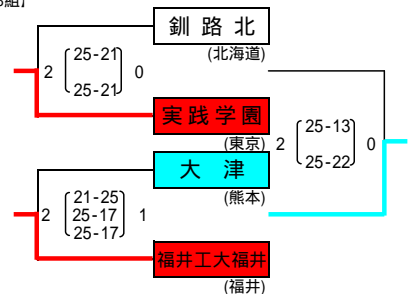 組】
釧路北
(北海道)
2 25-21 0
25-21
実践学園
(東京)
2 25-13 0
25-22
大津
(熊本)
21-25
2 25-17 1
25-17
福井工大福井
(福井)